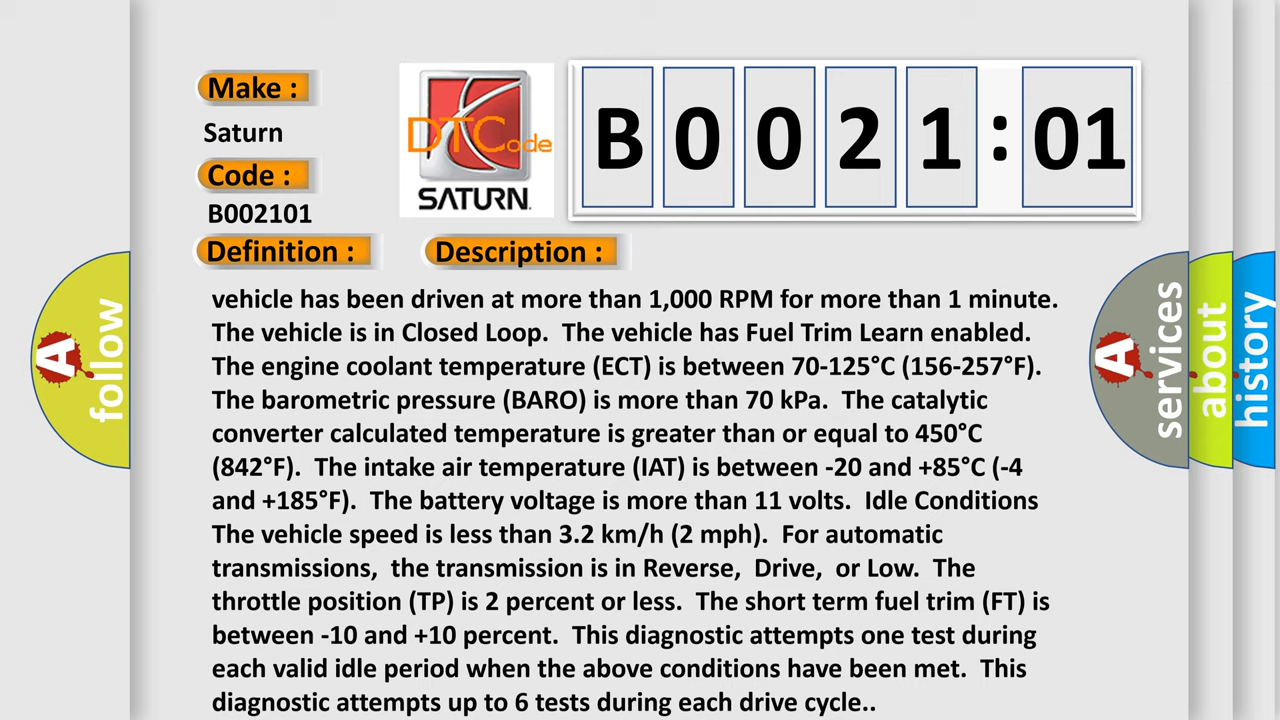 Make :
Saturn
Code :
B002101
Definition :
Description :
DTCode
SATURN
B0021:01
vehicle has been driven at more than 1,000 RPM for more than 1 minute.
The vehicle is in Closed Loop. The vehicle has Fuel Trim Learn enabled.
The engine coolant temperature (ECT) is between 70-125°C (156-257°F).
The barometric pressure (BARO) is more than 70 kPa. The catalytic
converter calculated temperature is greater than or equal to 450°C
(842°F). The intake air temperature (IAT) is between -20 and +85°C (-4
and +185°F). The battery voltage is more than 11 volts. Idle Conditions
The vehicle speed is less than 3.2 km/h (2 mph). For automatic
transmissions, the transmission is in Reverse, Drive, or Low. The
throttle position (TP) is 2 percent or less. The short term fuel trim (FT) is
between -10 and +10 percent. This diagnostic attempts one test during
each valid idle period when the above conditions have been met. This
diagnostic attempts up to 6 tests during each drive cycle..
A
follow
A
services
about
history